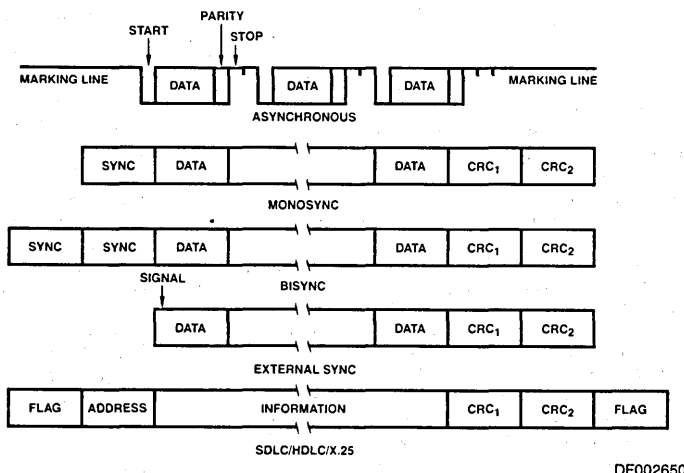 PARITY
START
STOP
MARKING LINE DATA DATA DATA MARKING LINE
ASYNCHRONOUS
SYNC DATA DATA CRC1 CRC2
MONOSYNC
SYNC SYNC DATA DATA CRC1 CRC2
SIGNAL
BISYNC
DATA DATA CRC1 CRC2
EXTERNAL SYNC
FLAG ADDRESS INFORMATION CRC1 CRC2 FLAG
SDLC/HDLC/X.25
DF002650